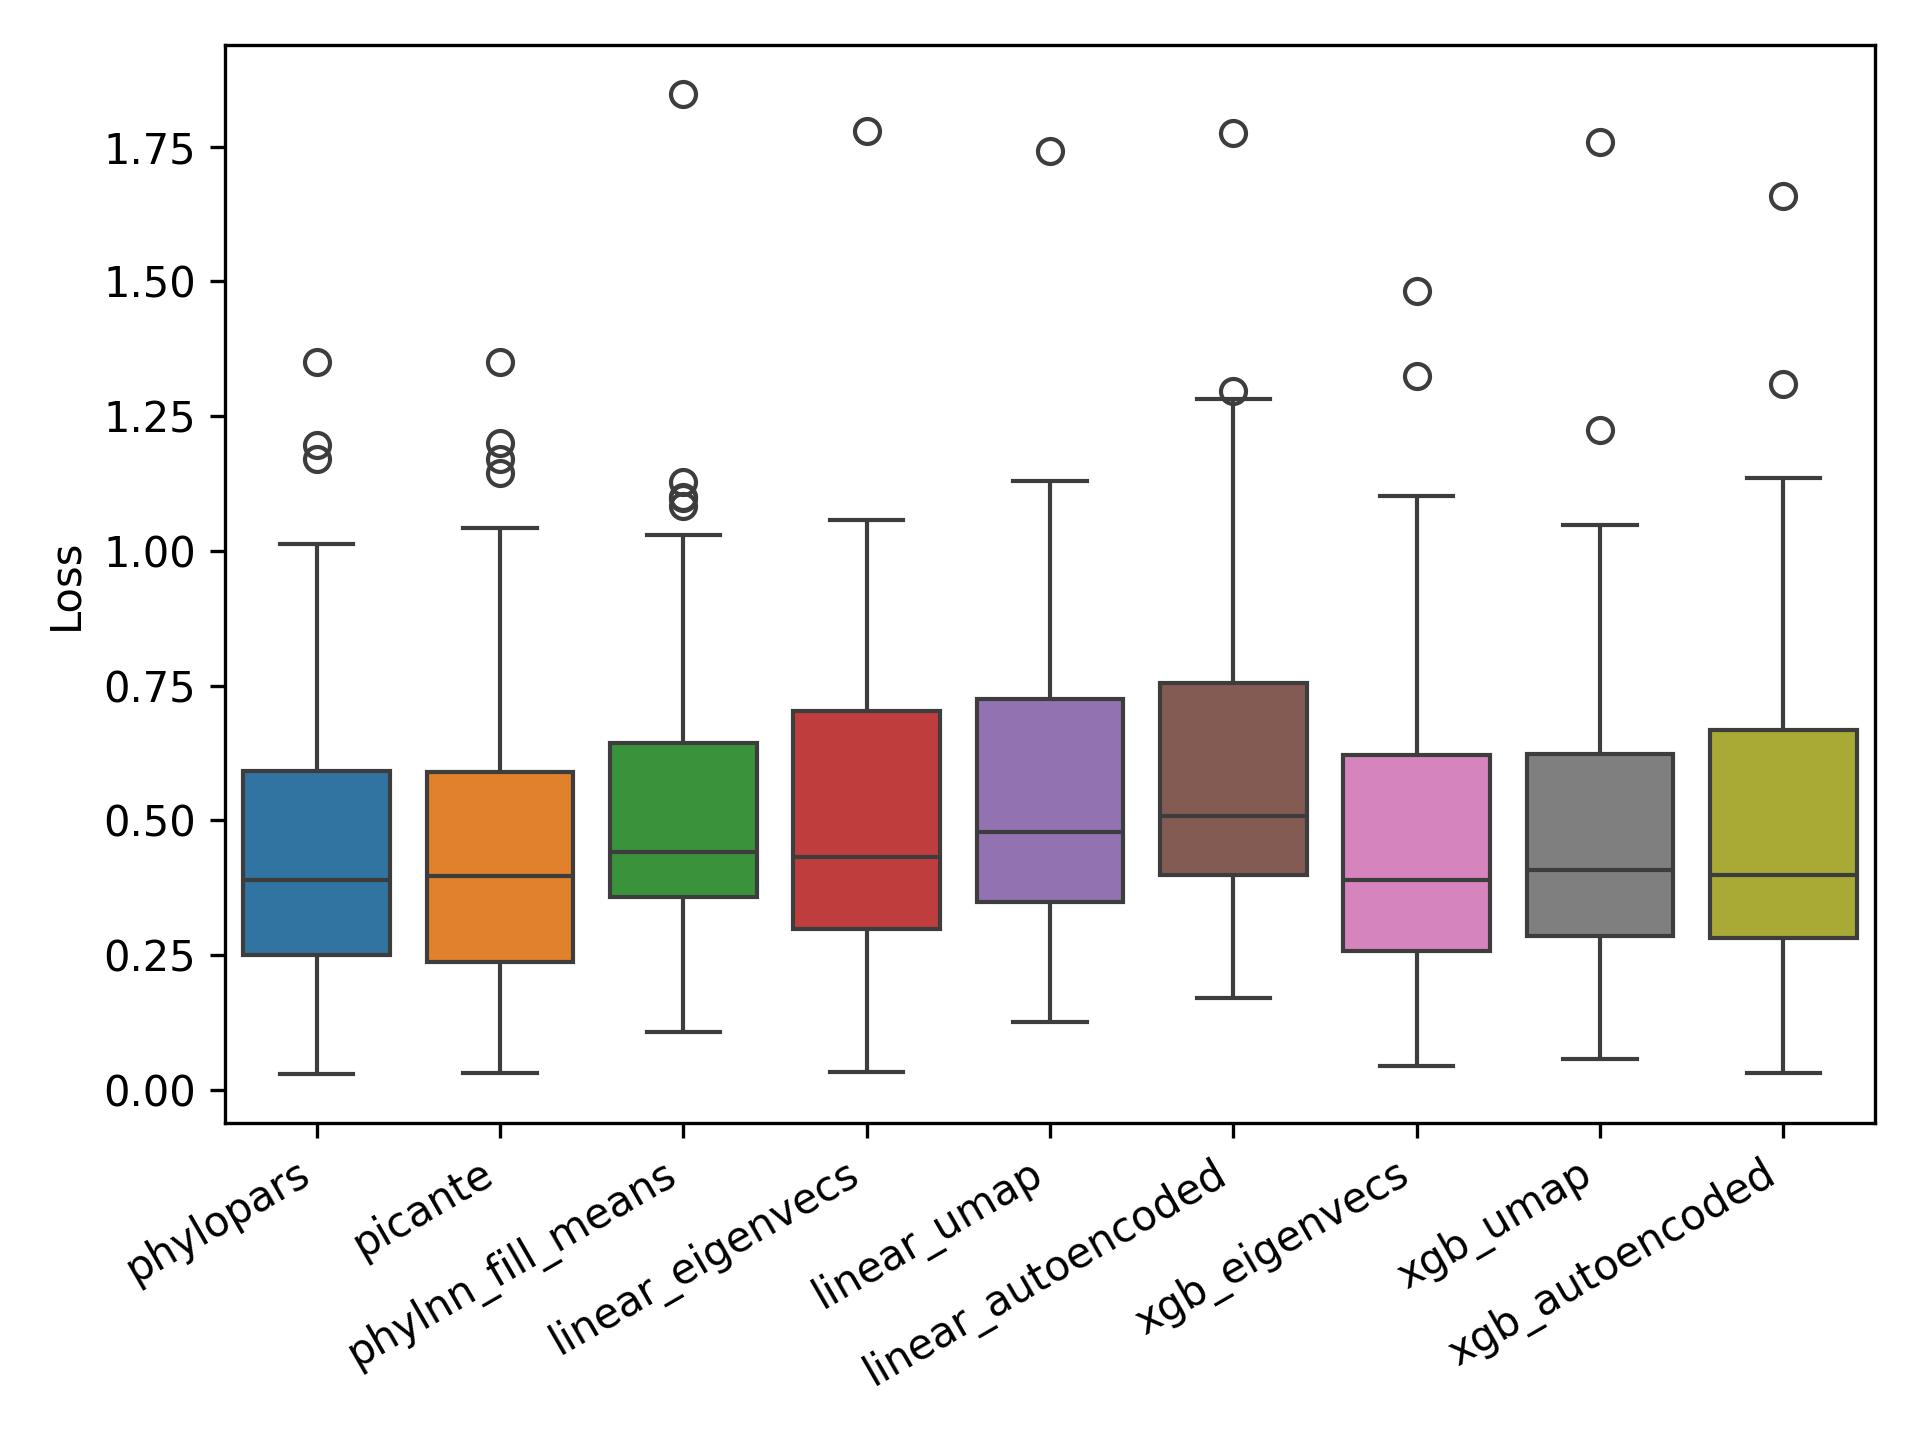 1.75
1.50
1.25
1.00
0.75
0.50
0.25
0.00
Loss
phylopars
picante
phylnn_fill_means
linear_eigenvecs
linear_umap
linear_autoencoded
xgb_eigenvecs
xgb_umap
xgb_autoencoded